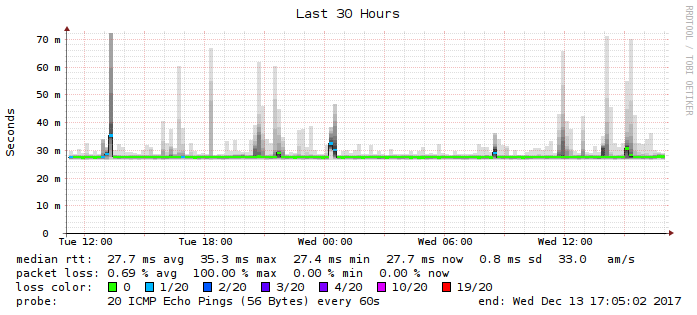 Last 30 Hours
RRDTOOL / TOBI OETIKER
Seconds
70 m
60 m
50 m
40 m
30 m
20 m
10 m
0
Tue 12:00 Tue 18:00 Wed 00:00 Wed 06:00 Wed 12:00
median rtt: 27.7 ms avg 35.3 ms max 27.4 ms min 27.7 ms now 0.8 ms sd 33.0 am/s
packet loss: 0.69 % avg 100.00 % max 0.00 % min 0.00 % now
loss color: 0 1/20 2/20 3/20 4/20 10/20 19/20
probe: 20 ICMP Echo Pings (56 Bytes) every 60s end: Wed Dec 13 17:05:02 2017